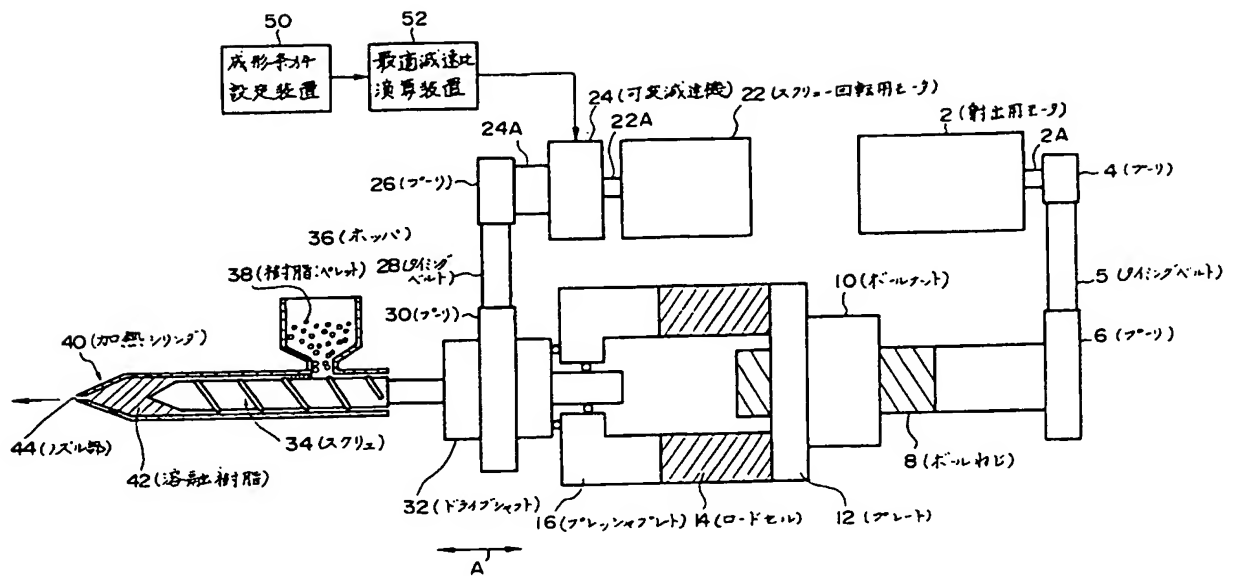 50
52
成形条件
設定装置
最適減速比
演算装置
24(可変減速機)
22(スクリュー回転用モータ)
2(射出用モータ)
24A
22A
2A
26(プーリ)
4(プーリ)
36(ホッパ)
38(樹脂ペレット)
28(タイミング
ベルト)
10(ボールナット)
5(タイミングベルト)
30(プーリ)
6(プーリ)
40(加熱シリンダ)
44(ノズル部)
34(スクリュ)
42(溶融樹脂)
8(ボールねじ)
32(ドライブシャフト)
16(プレッシャプレート)
14(ロードセル)
12(プレート)
A